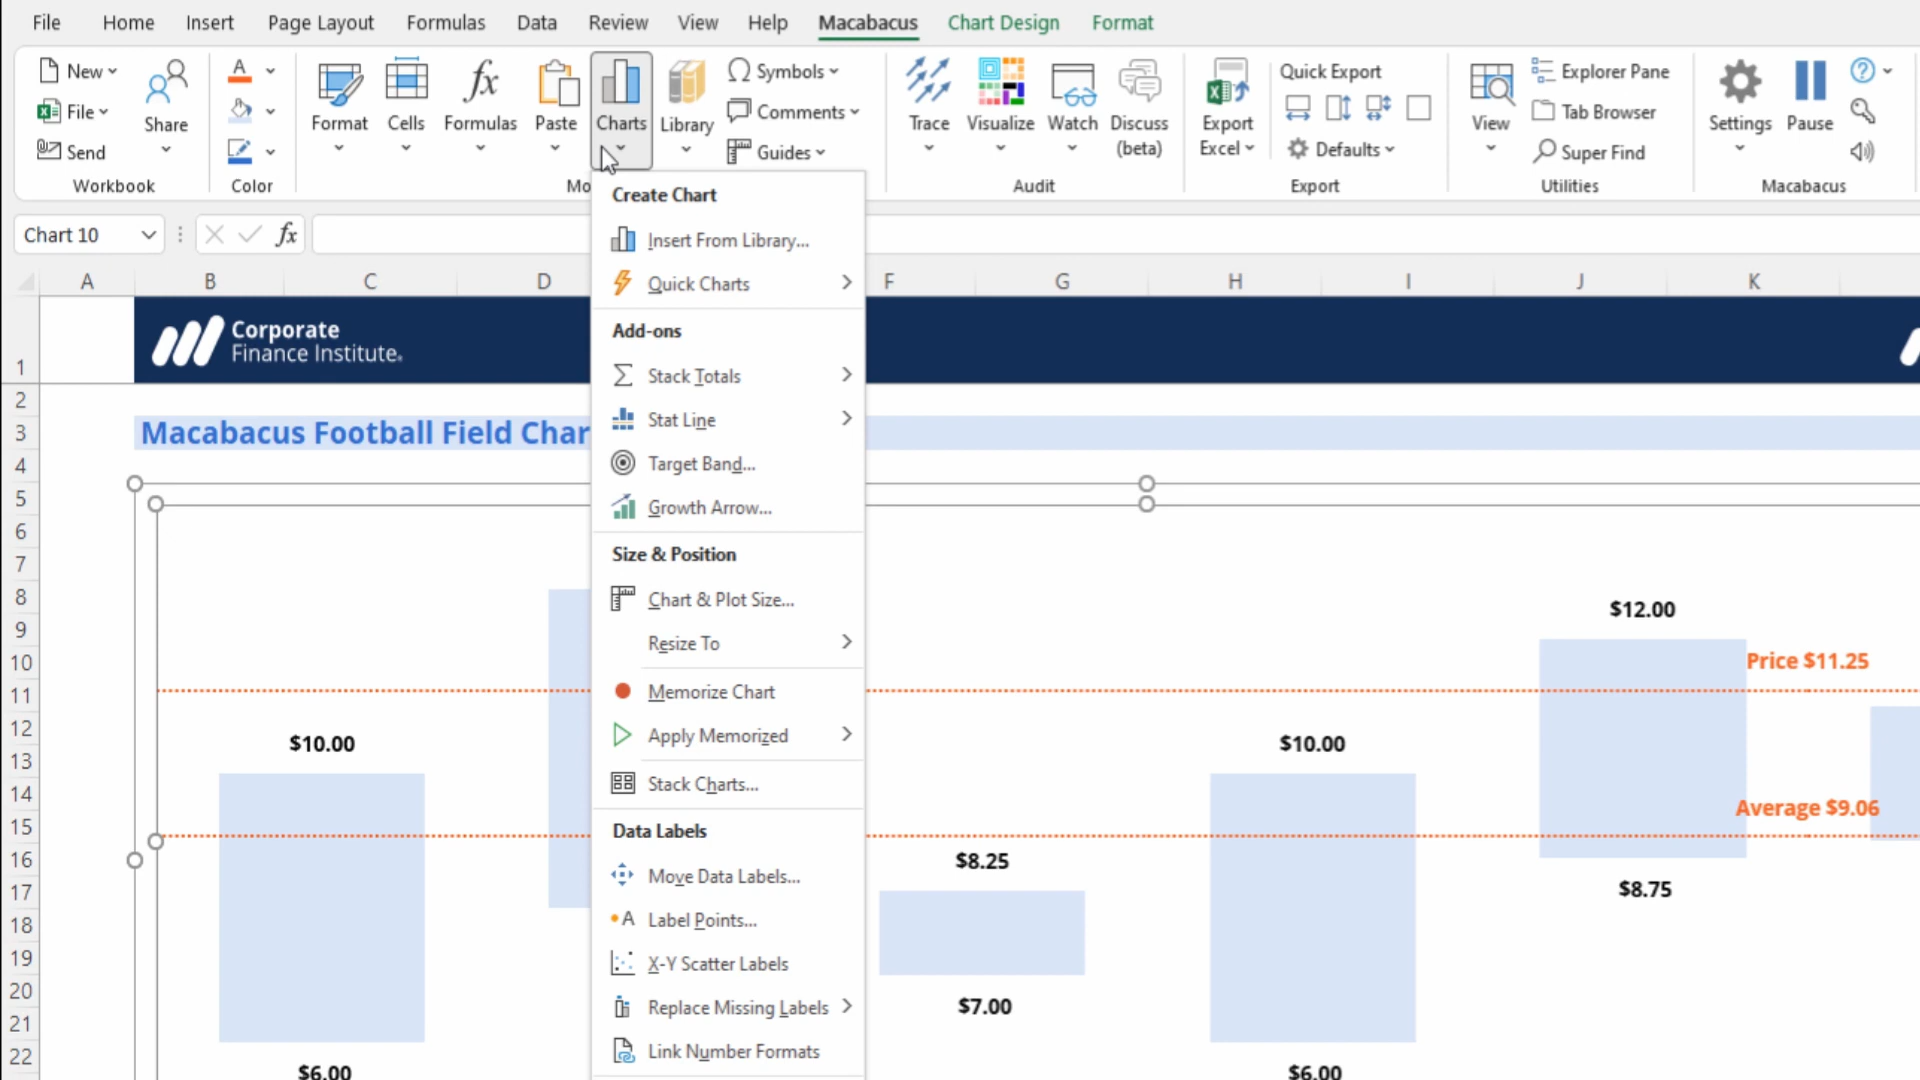 File Home Insert Page Layout Formulas Data Review View Help Macabacus Chart Design Format
New
File
Send
Workbook
Share
A
Color
Format
Cells
fx
Formulas
Paste
Charts
Library
Symbols
Comments
Guides
Mo
Trace
Visualize
Watch
Discuss
(beta)
Audit
Export
Excel
Quick Export
Defaults
Export
View
Explorer Pane
Tab Browser
Super Find
Utilities
Settings
Pause
?
Macabacus
Chart 10
fx
Create Chart
Insert From Library...
Quick Charts
Add-ons
Stack Totals
Stat Line
Target Band...
Growth Arrow...
Size & Position
Chart & Plot Size...
Resize To
Memorize Chart
Apply Memorized
Stack Charts...
Data Labels
Move Data Labels...
A Label Points...
X-Y Scatter Labels
Replace Missing Labels
Link Number Formats
A B C D F G H I J K
1
2
3
4
5
6
7
8
9
10
11
12
13
14
15
16
17
18
19
20
21
22
Corporate
Finance Institute®
Macabacus Football Field Char
$12.00
Price $11.25
$10.00
$10.00
Average $9.06
$8.25
$8.75
$7.00
$6.00
$6.00